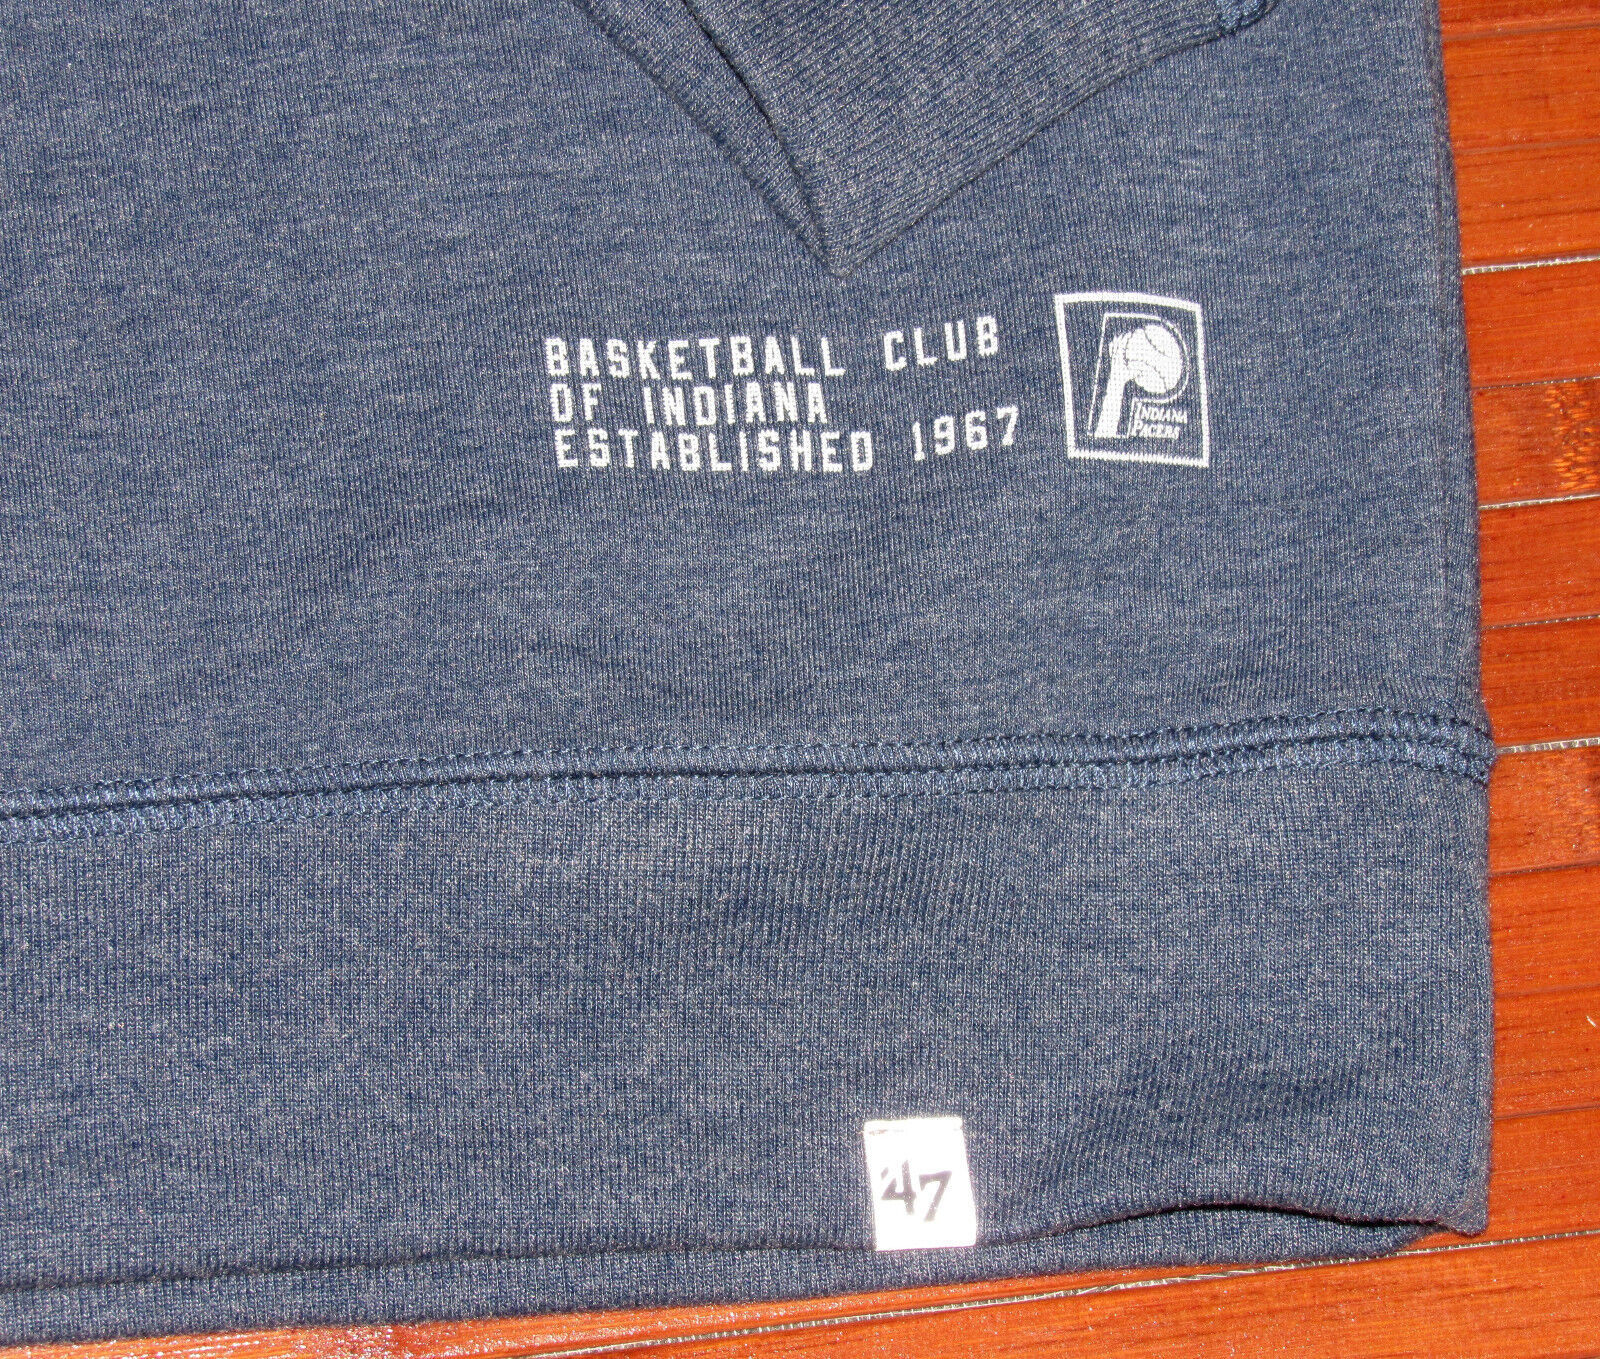 BASKETBALL CLUB
OF INDIANA
ESTABLISHED 1967
INDIANA
PACERS
'47